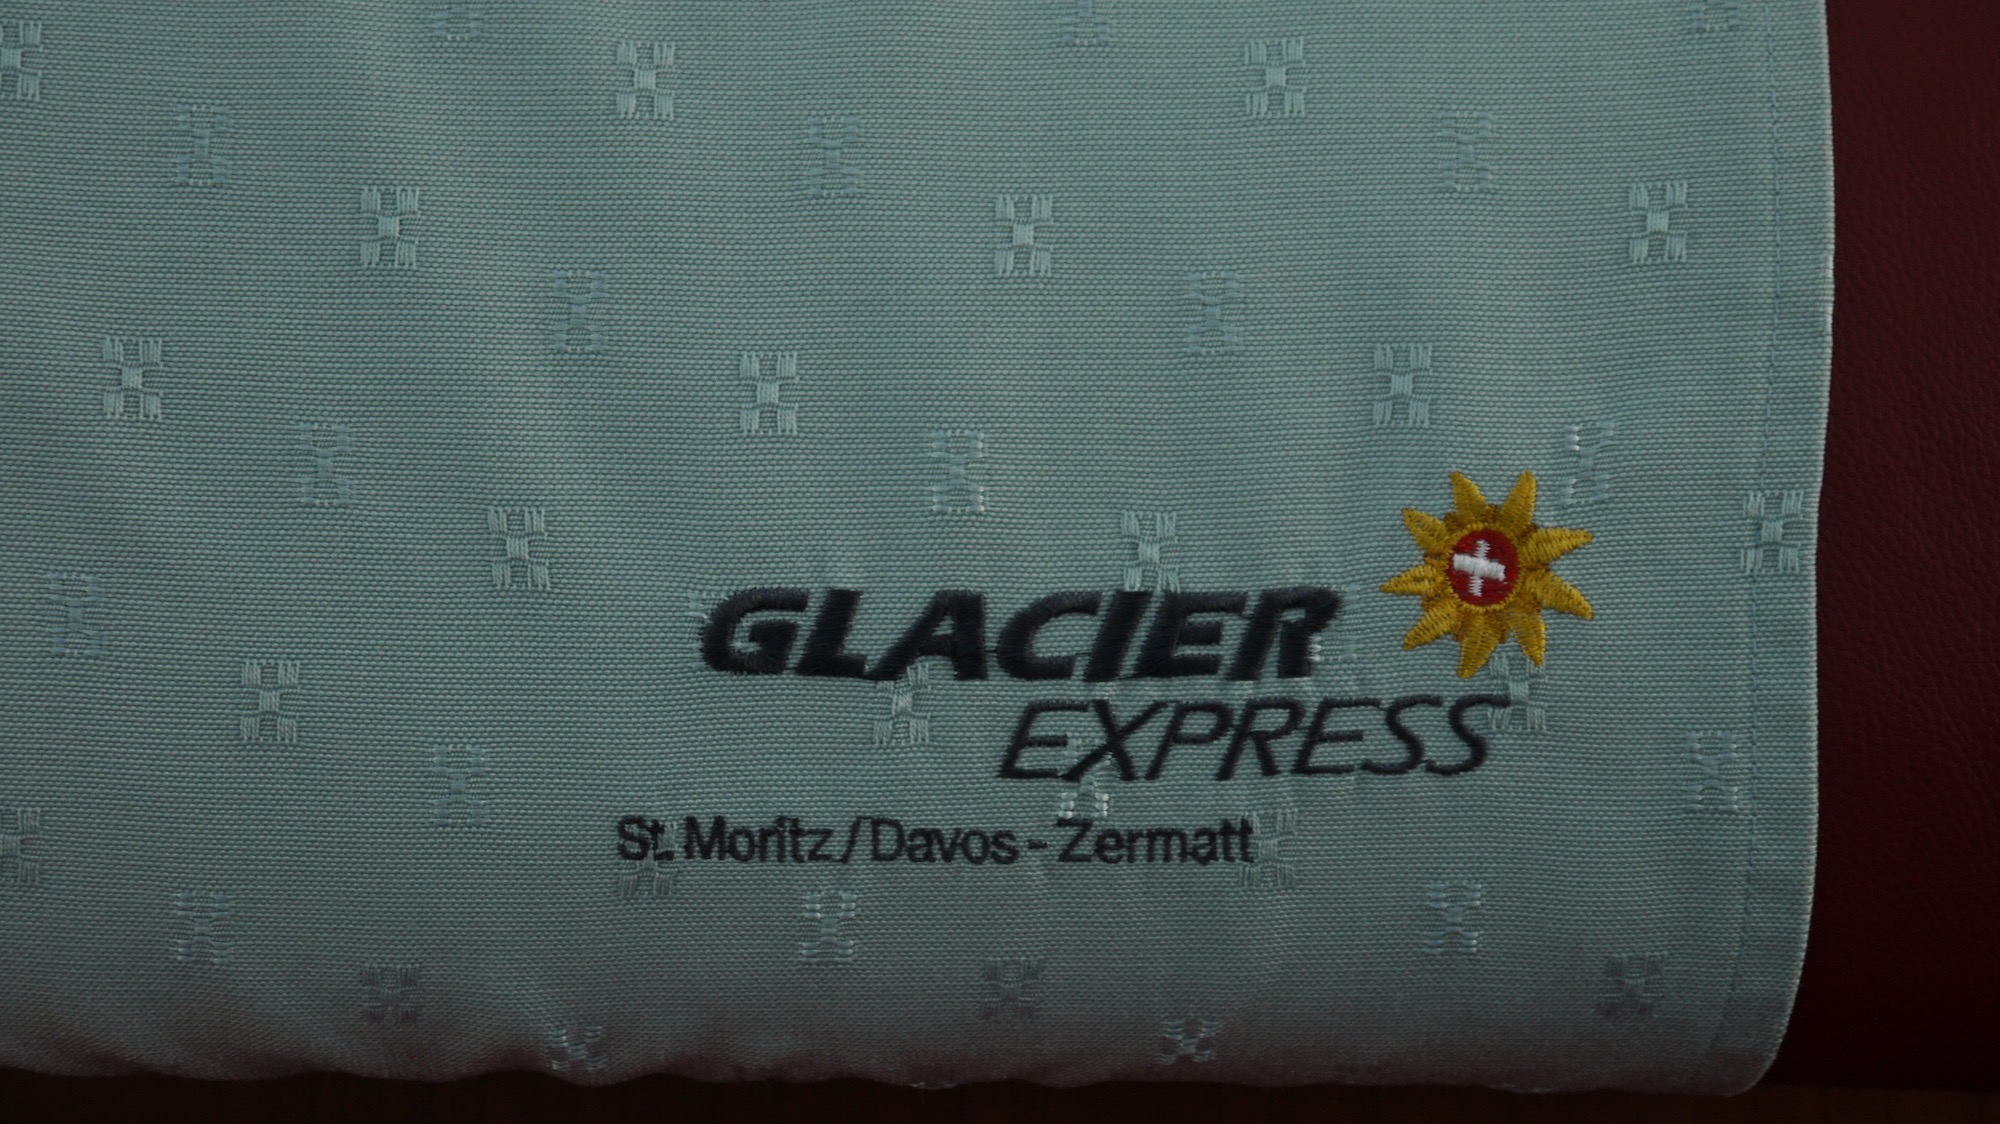 GLACIER
EXPRESS
St. Moritz/Davos - Zermatt